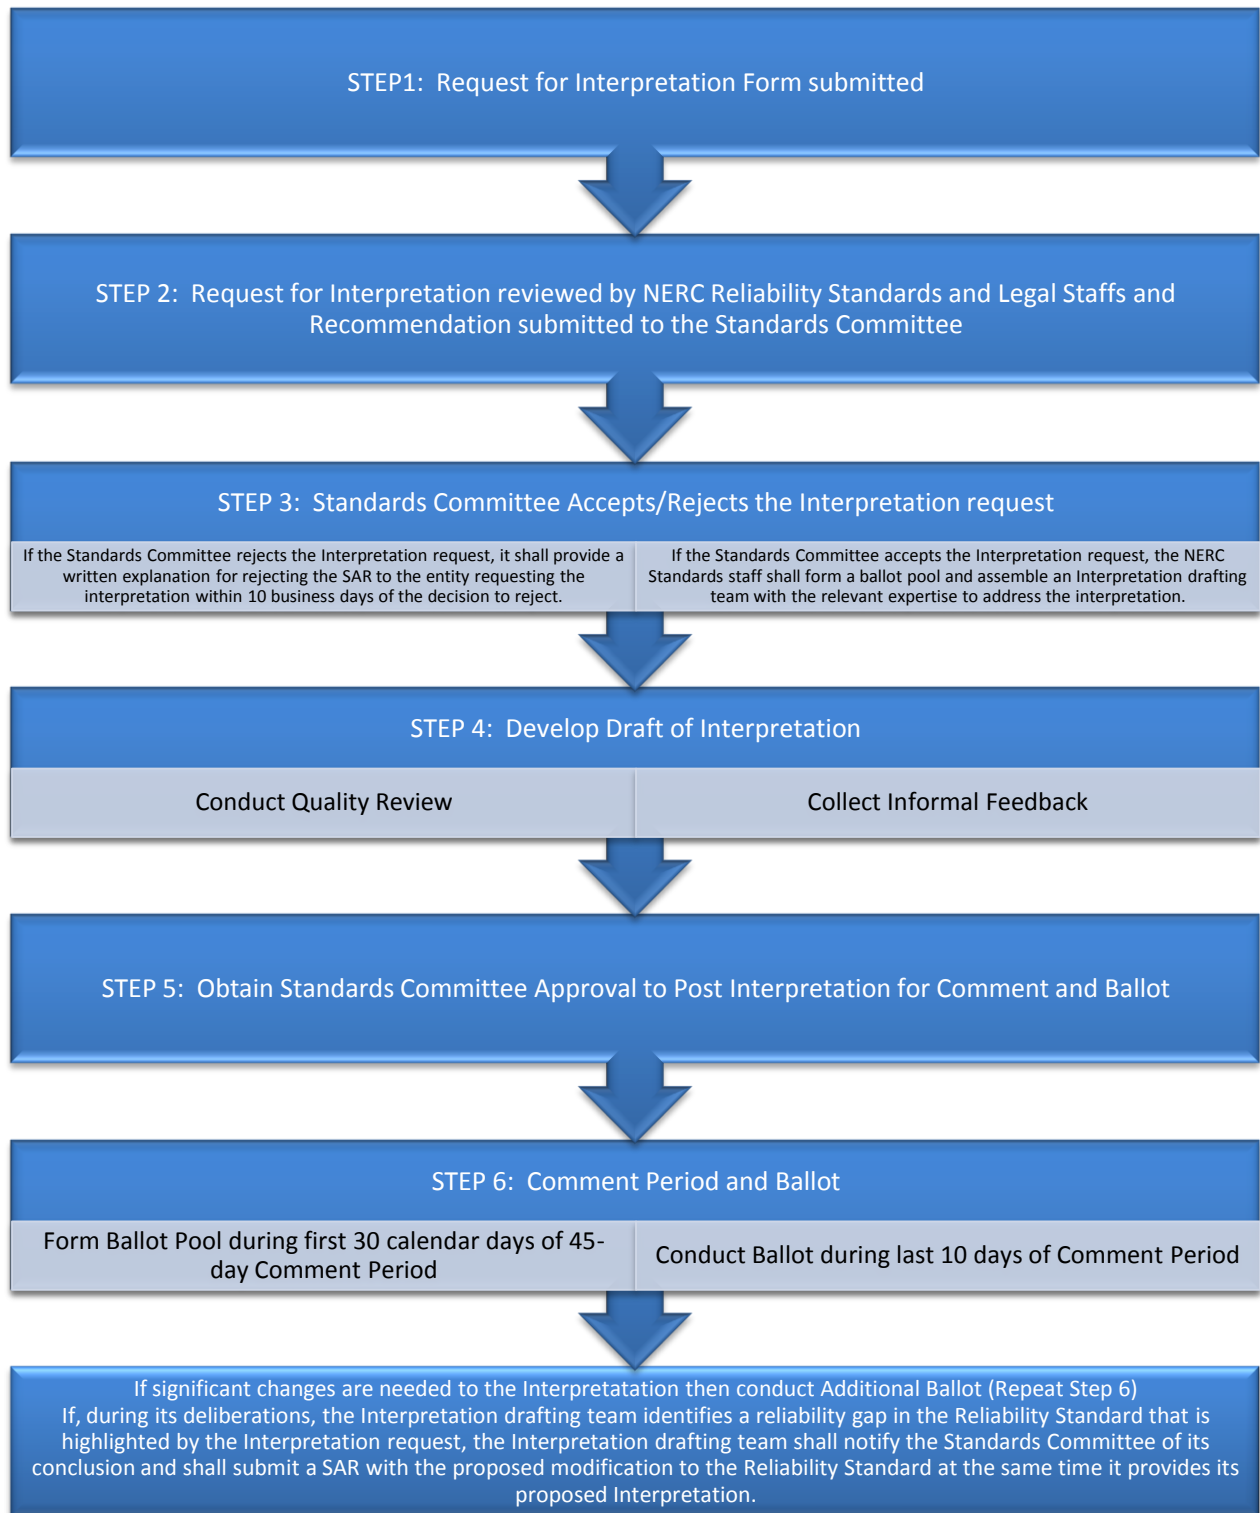 STEP1: Request for Interpretation Form submitted
STEP 2: Request for Interpretation reviewed by NERC Reliability Standards and Legal Staffs and
Recommendation submitted to the Standards Committee
STEP 3: Standards Committee Accepts/Rejects the Interpretation request
If the Standards Committee rejects the Interpretation request, it shall provide a
written explanation for rejecting the SAR to the entity requesting the
interpretation within 10 business days of the decision to reject.
If the Standards Committee accepts the Interpretation request, the NERC
Standards staff shall form a ballot pool and assemble an Interpretation drafting
team with the relevant expertise to address the interpretation.
STEP 4: Develop Draft of Interpretation
Conduct Quality Review
Collect Informal Feedback
STEP 5: Obtain Standards Committee Approval to Post Interpretation for Comment and Ballot
STEP 6: Comment Period and Ballot
Form Ballot Pool during first 30 calendar days of 45-
day Comment Period
Conduct Ballot during last 10 days of Comment Period
If significant changes are needed to the Interpretatation then conduct Additional Ballot (Repeat Step 6)
If, during its deliberations, the Interpretation drafting team identifies a reliability gap in the Reliability Standard that is
highlighted by the Interpretation request, the Interpretation drafting team shall notify the Standards Committee of its
conclusion and shall submit a SAR with the proposed modification to the Reliability Standard at the same time it provides its
proposed Interpretation.